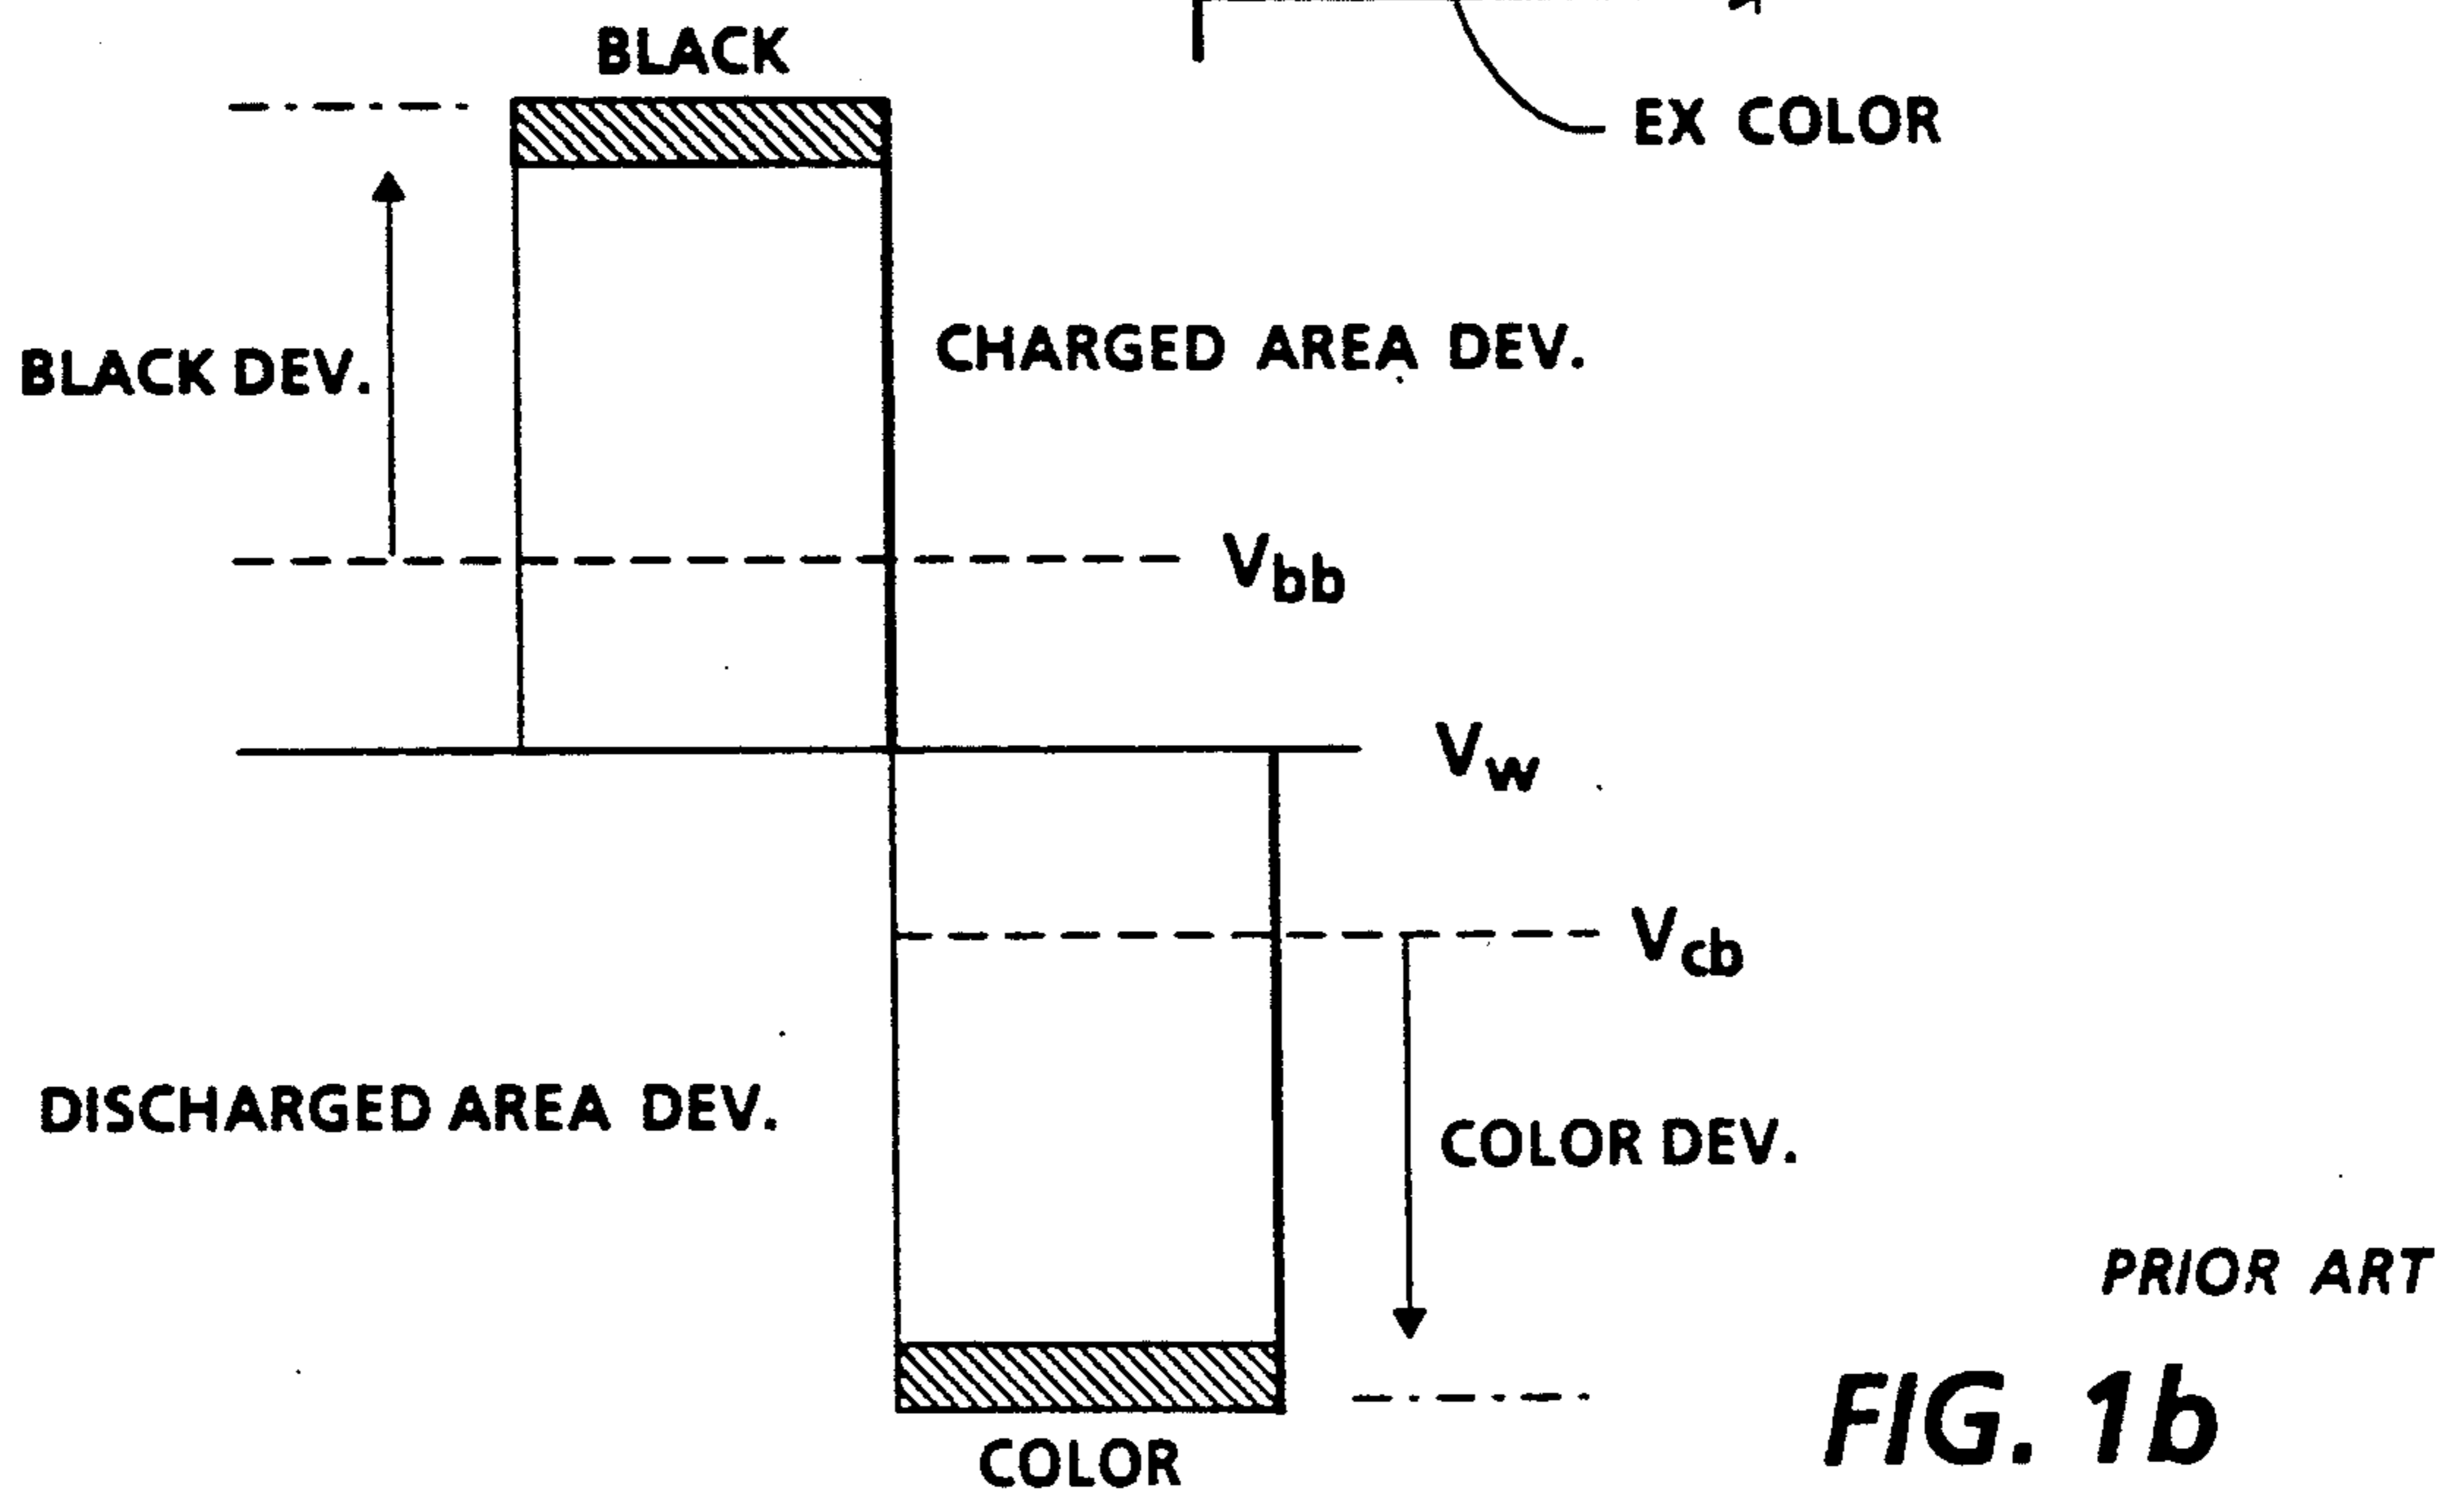 BLACK
EX COLOR
BLACK DEV.
CHARGED AREA DEV.
Vbb
Vw
Vcb
DISCHARGED AREA DEV.
COLOR DEV.
PRIOR ART
FIG. 1b
COLOR